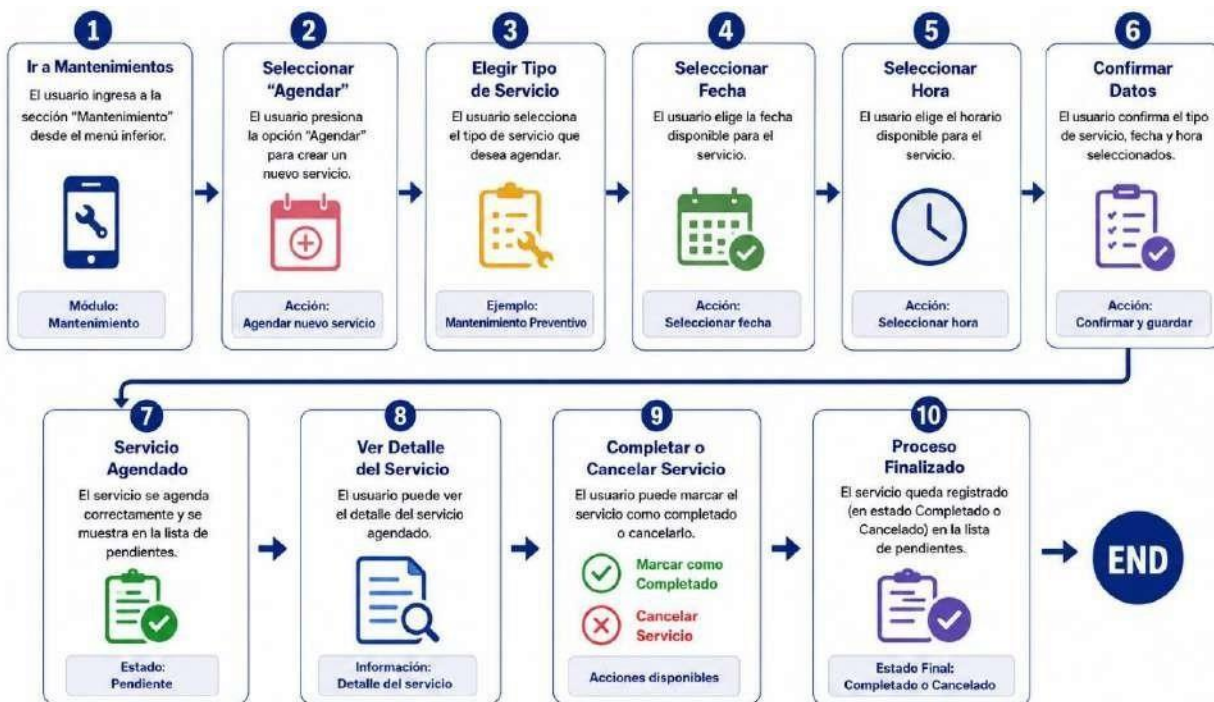 1
Ir a Mantenimientos
El usuario ingresa a la
sección "Mantenimiento"
desde el menú inferior.
Módulo:
Mantenimiento
2
Seleccionar
"Agendar"
El usuario presiona
la opción "Agendar"
para crear un
nuevo servicio.
Acción:
Agendar nuevo servicio
3
Elegir Tipo
de Servicio
El usuario selecciona
el tipo de servicio que
desea agendar.
Ejemplo:
Mantenimiento Preventivo
4
Seleccionar
Fecha
El usuario elige la fecha
disponible para el
servicio.
Acción:
Seleccionar fecha
5
Seleccionar
Hora
El usuario elige el horario
disponible para el
servicio.
Acción:
Seleccionar hora
6
Confirmar
Datos
El usuario confirma el tipo
de servicio, fecha y hora
seleccionados.
Acción:
Confirmar y guardar
7
Servicio
Agendado
El servicio se agenda
correctamente y se
muestra en la lista de
pendientes.
Estado:
Pendiente
8
Ver Detalle
del Servicio
El usuario puede ver
el detalle del servicio
agendado.
Información:
Detalle del servicio
9
Completar o
Cancelar Servicio
El usuario puede marcar el
servicio como completado
o cancelarlo.
Marcar como
Completado
Cancelar
Servicio
Acciones disponibles
10
Proceso
Finalizado
El servicio queda registrado
(en estado Completado o
Cancelado) en la lista
de pendientes.
Estado Final:
Completado o Cancelado
END